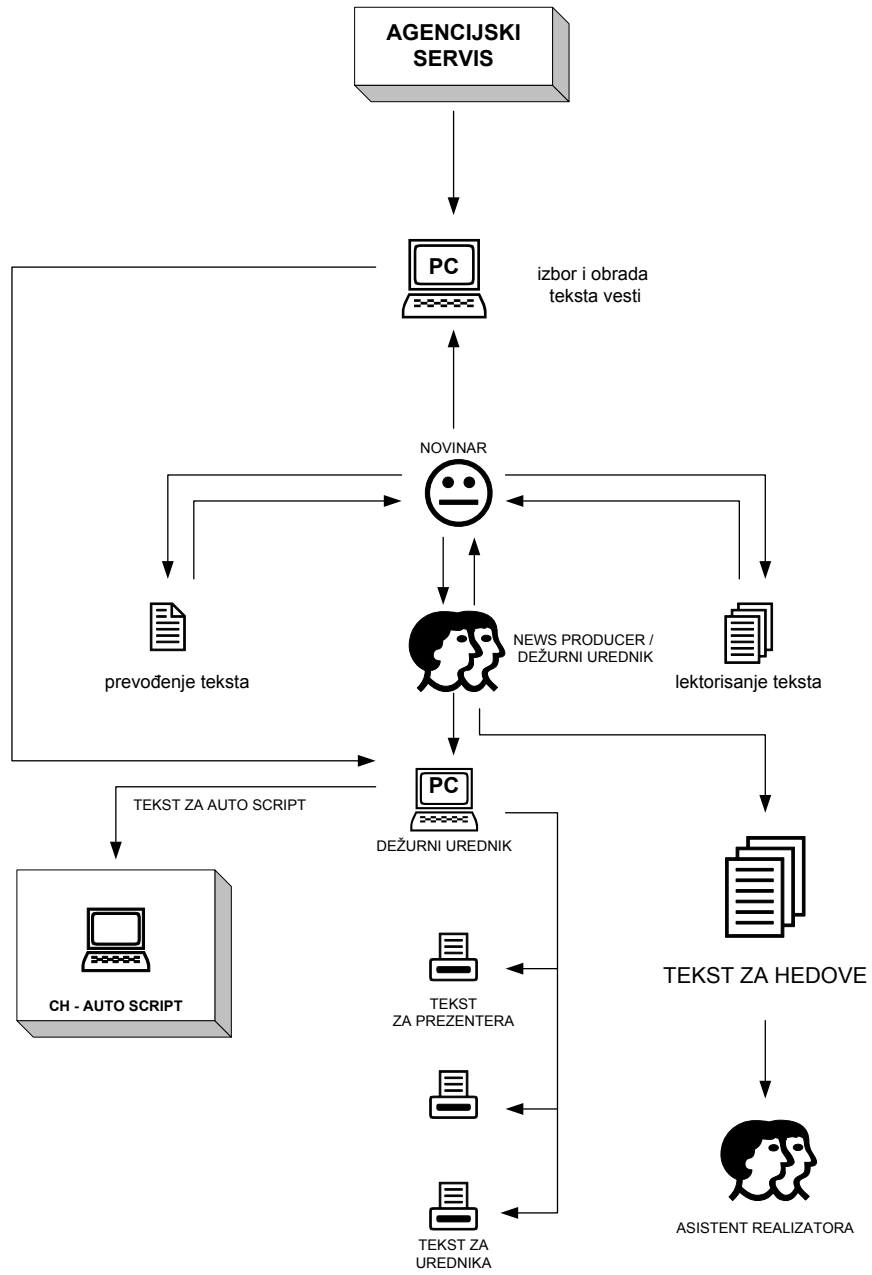 AGENCIJSKI
SERVIS
PC
izbor i obrada
teksta vesti
NOVINAR
NEWS PRODUCER /
DEŽURNI UREDNIK
prevođenje teksta
lektorisanje teksta
PC
TEKST ZA AUTO SCRIPT
DEŽURNI UREDNIK
CH - AUTO SCRIPT
TEKST
ZA PREZENTERA
TEKST ZA HEDOVE
TEKST ZA
UREDNIKA
ASISTENT REALIZATORA